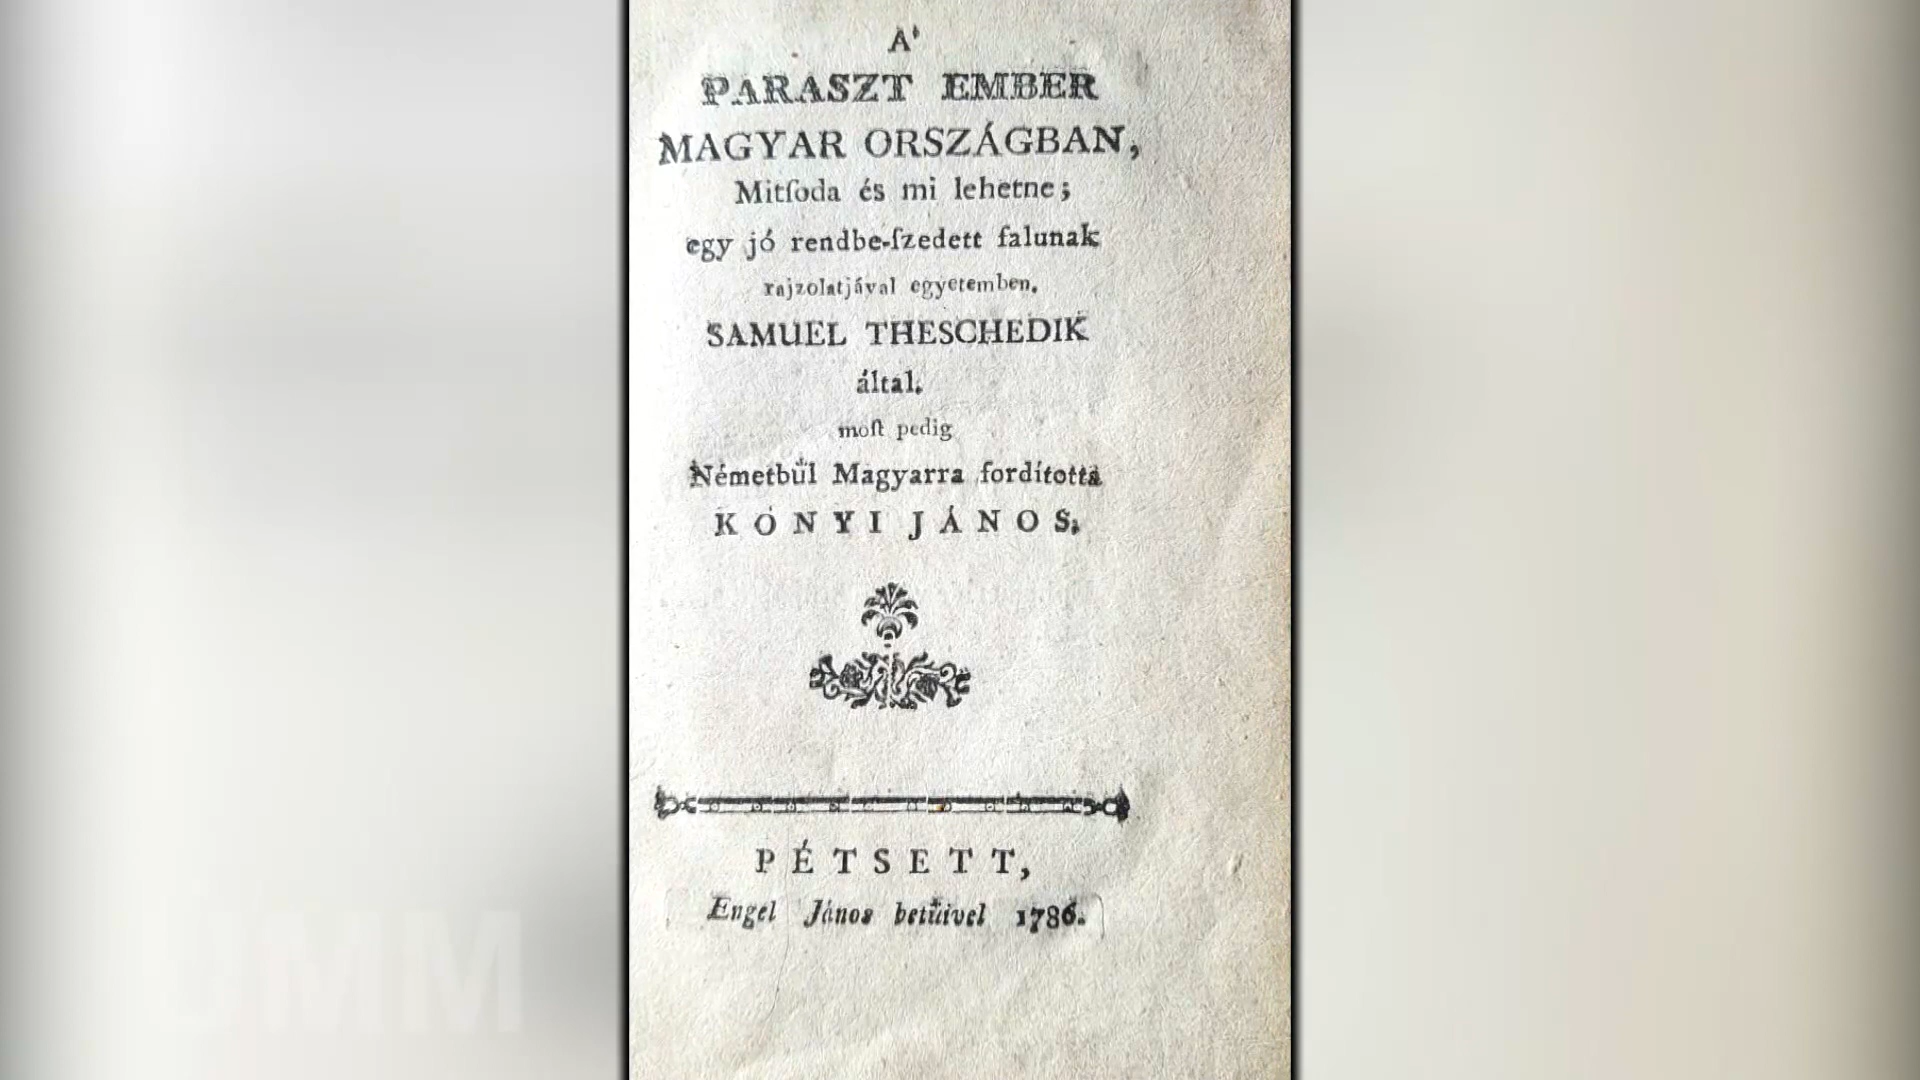 A'
PARASZT EMBER
MAGYAR ORSZÁGBAN,
Mitſoda és mi lehetne;
egy jó rendbe-ſzedett falunak
rajzolatjával egyetemben.
SAMUEL THESCHEDIK
által.
moſt pedig
Németbűl Magyarra fordította
KÓNYI JÁNOS,
PÉTSETT,
Engel János betűivel 1786.
DMM